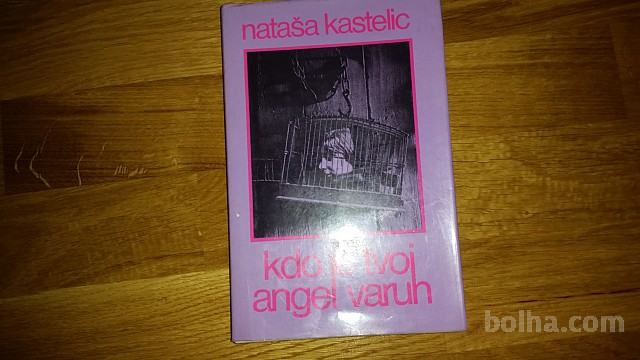 nataša kastelic
kdo je tvoj
angel varuh
bolha.com